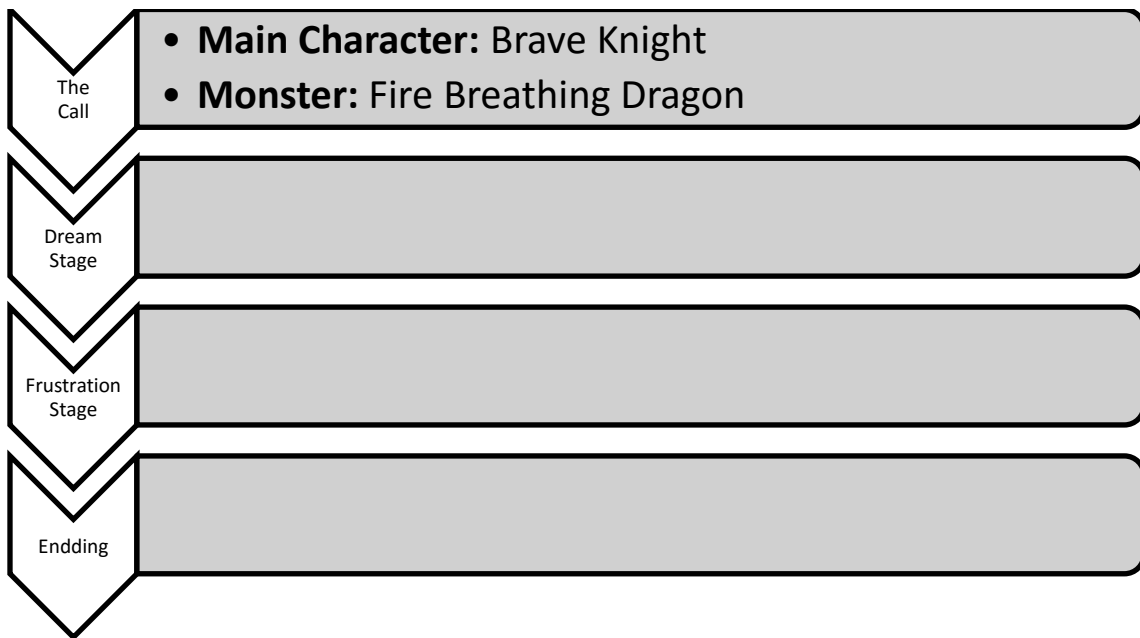 The
Call
• Main Character: Brave Knight
• Monster: Fire Breathing Dragon
Dream
Stage
Frustration
Stage
Endding